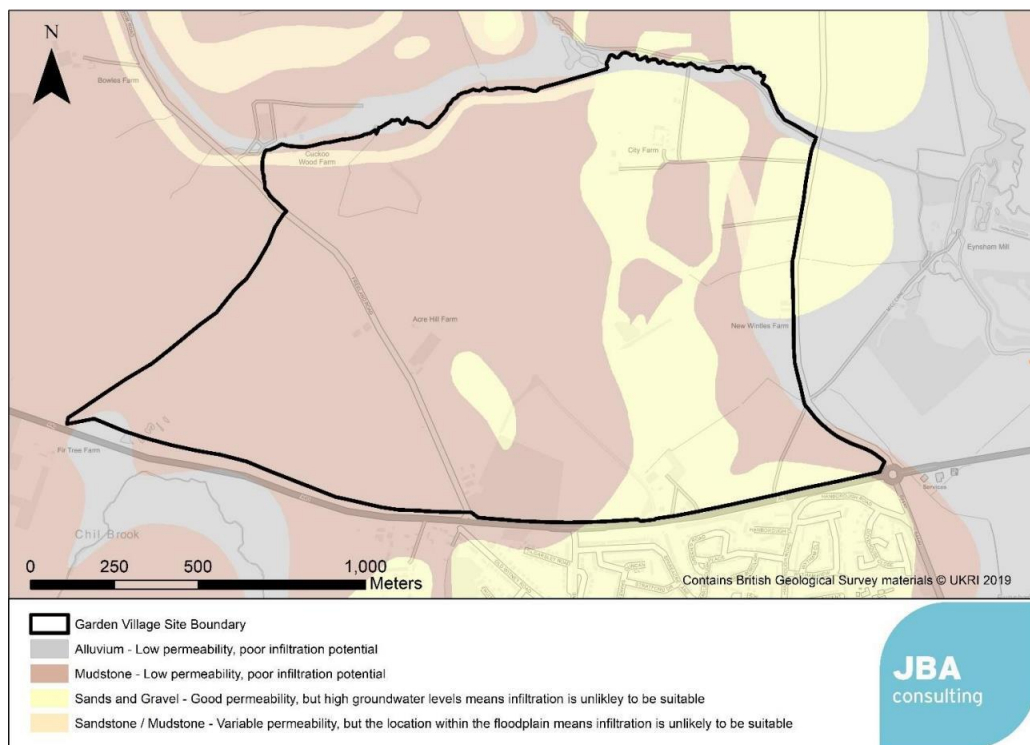 N
Bowles Farm
Cuckoo
Wood Farm
City Farm
Eynsham Mill
Acre Hill Farm
New Wintles Farm
Fir Tree Farm
Chil Brook
0 250 500 1,000
Meters
Contains British Geological Survey materials © UKRI 2019
Garden Village Site Boundary
Alluvium - Low permeability, poor infiltration potential
Mudstone - Low permeability, poor infiltration potential
Sands and Gravel - Good permeability, but high groundwater levels means infiltration is unlikley to be suitable
Sandstone / Mudstone - Variable permeability, but the location within the floodplain means infiltration is unlikely to be suitable
JBA
consulting